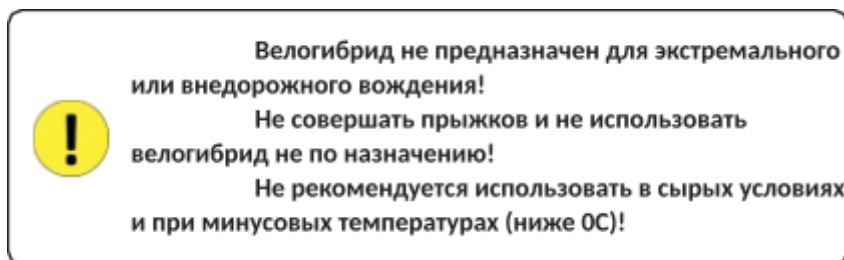 Велогибрид не предназначен для экстремального
или внедорожного вождения!
Не совершать прыжков и не использовать
велогибрид не по назначению!
Не рекомендуется использовать в сырых условиях
и при минусовых температурах (ниже 0С)!